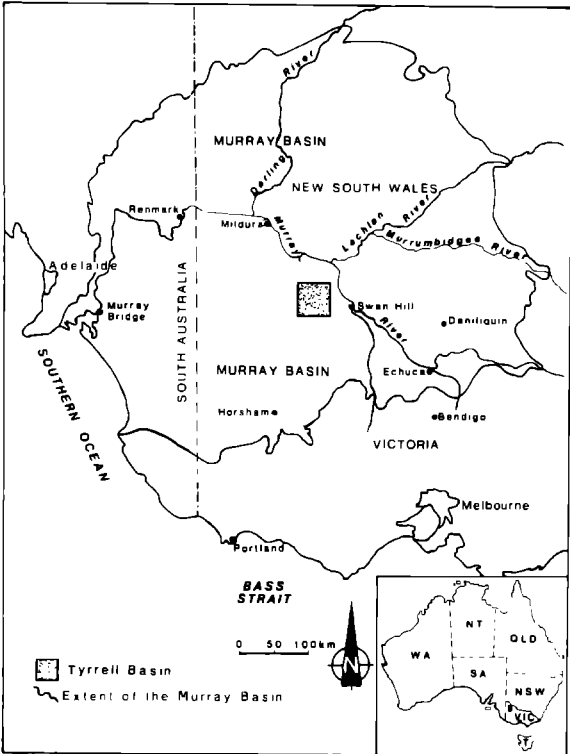 River
MURRAY BASIN
Darling
NEW SOUTH WALES
Renmark
Mildura
Murray
Lachlan
River
Murrumbidgee River
Adelaide
Murray
Bridge
SOUTH AUSTRALIA
Swan Hill
River
Deniliquin
SOUTHERN OCEAN
MURRAY BASIN
Echuca
Horsham
Bendigo
VICTORIA
Melbourne
Portland
BASS
STRAIT
0 50 100km
N
Tyrrell Basin
Extent of the Murray Basin
NT
QLD
WA
SA
NSW
VIC
T